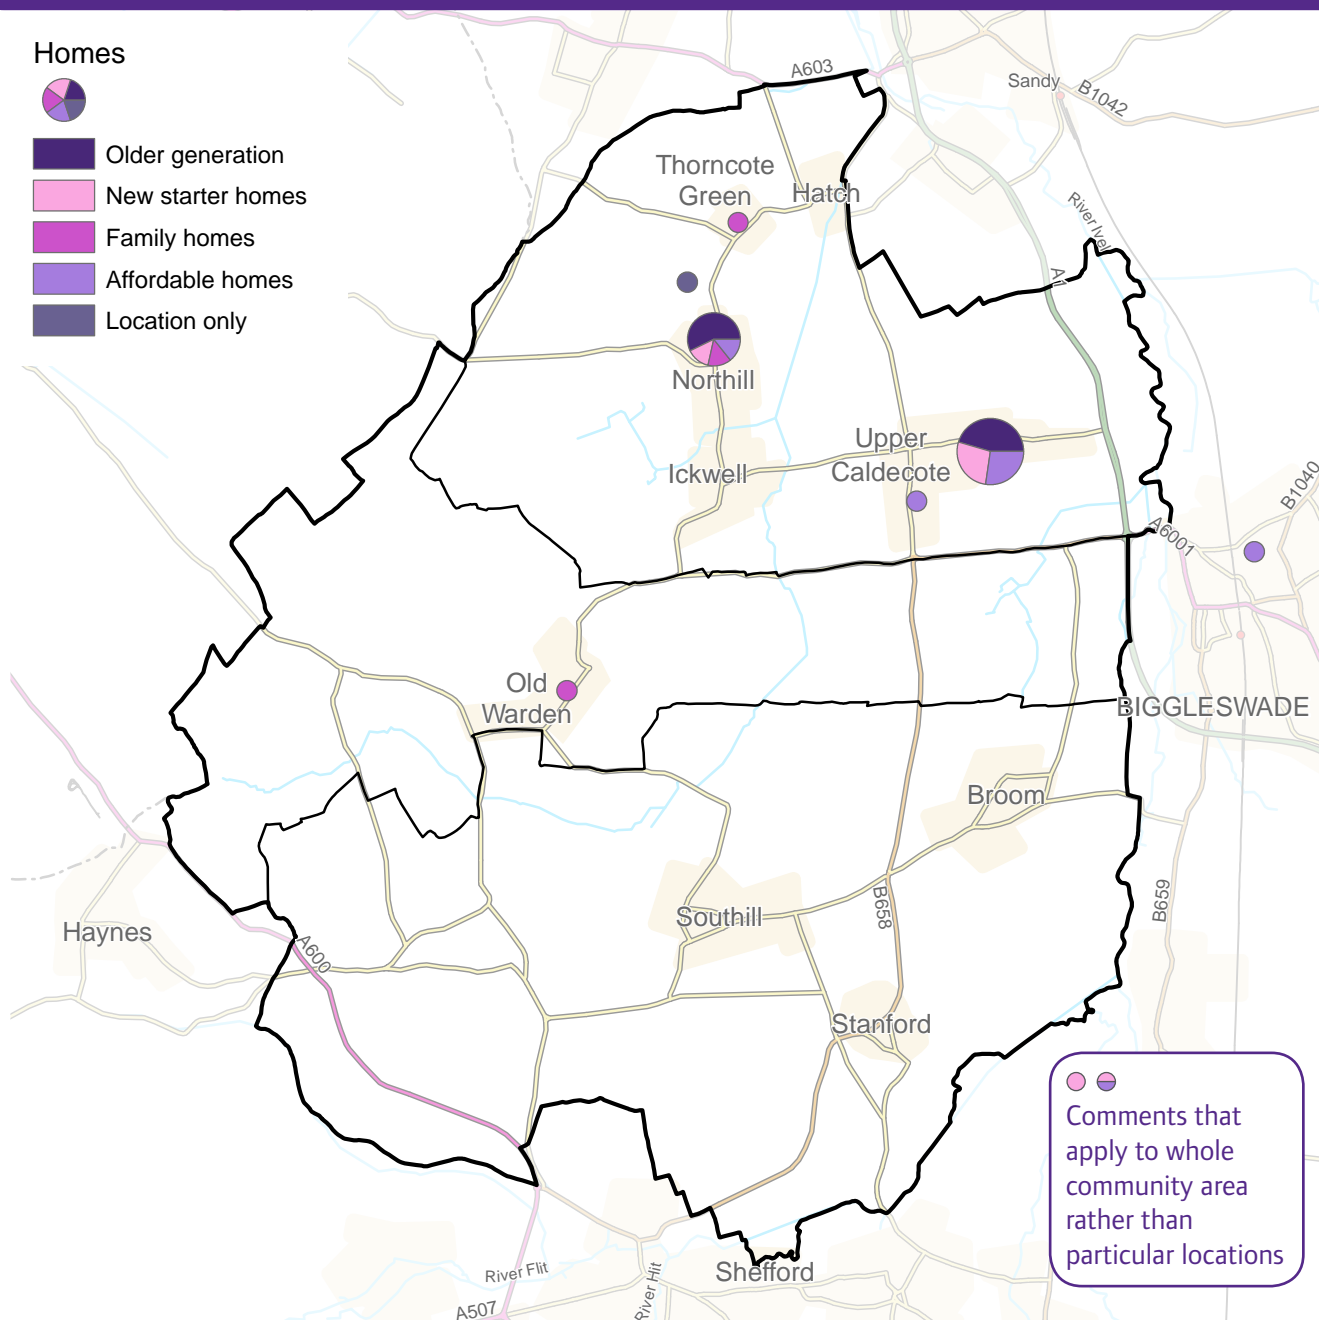 Homes
Older generation
New starter homes
Family homes
Affordable homes
Location only
A603
Sandy
B1042
Thorncote
Green
Hatch
River Ivel
A1
Northill
Upper
Caldecote
Ickwell
B1040
A6001
Old
Warden
BIGGLESWADE
Broom
Haynes
A600
Southill
B658
B659
Stanford
Shefford
River Flit
River Hit
A507
Comments that
apply to whole
community area
rather than
particular locations